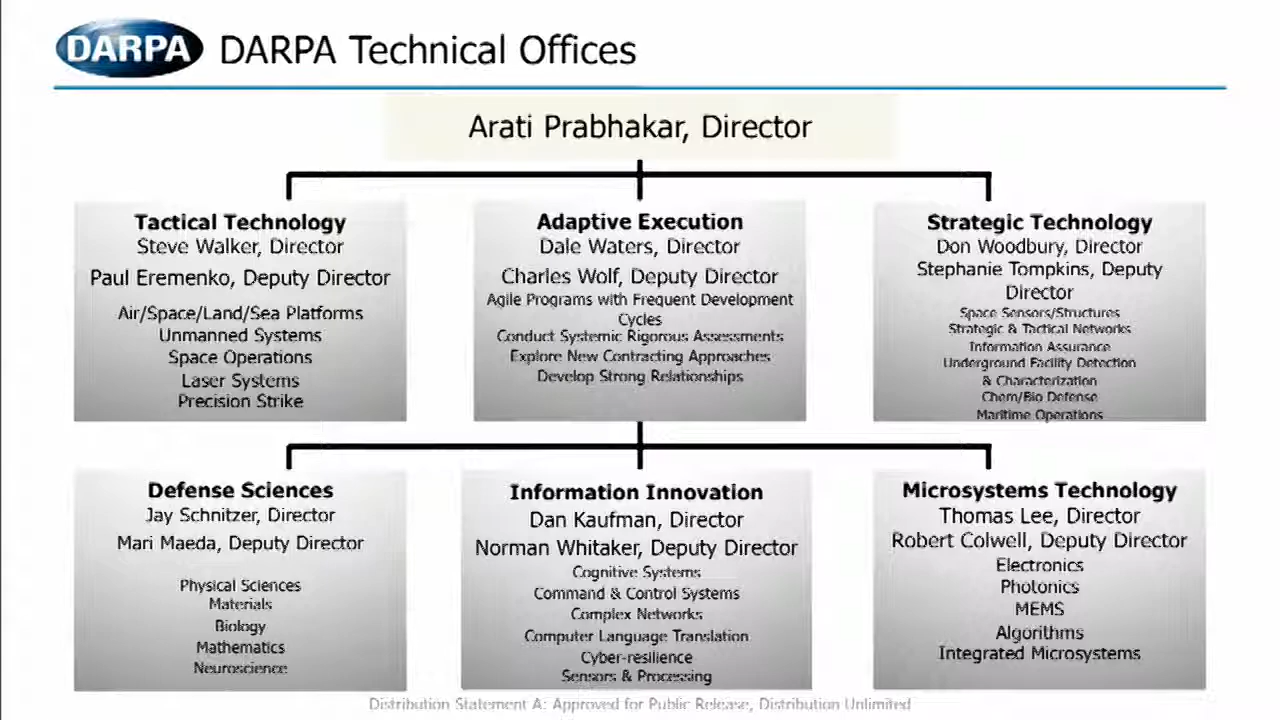 DARPA DARPA Technical Offices
Arati Prabhakar, Director
Tactical Technology
Steve Walker, Director
Paul Eremenko, Deputy Director
Air/Space/Land/Sea Platforms
Unmanned Systems
Space Operations
Laser Systems
Precision Strike
Adaptive Execution
Dale Waters, Director
Charles Wolf, Deputy Director
Agile Programs with Frequent Development
Cycles
Conduct Systemic Rigorous Assessments
Explore New Contracting Approaches
Develop Strong Relationships
Strategic Technology
Don Woodbury, Director
Stephanie Tompkins, Deputy
Director
Space Sensors/Structures
Strategic & Tactical Networks
Information Assurance
Underground Facility Detection
& Characterization
Chem/Bio Defense
Maritime Operations
Defense Sciences
Jay Schnitzer, Director
Mari Maeda, Deputy Director
Physical Sciences
Materials
Biology
Mathematics
Neuroscience
Information Innovation
Dan Kaufman, Director
Norman Whitaker, Deputy Director
Cognitive Systems
Command & Control Systems
Complex Networks
Computer Language Translation
Cyber-resilience
Sensors & Processing
Microsystems Technology
Thomas Lee, Director
Robert Colwell, Deputy Director
Electronics
Photonics
MEMS
Algorithms
Integrated Microsystems
Distribution Statement A: Approved for Public Release, Distribution Unlimited